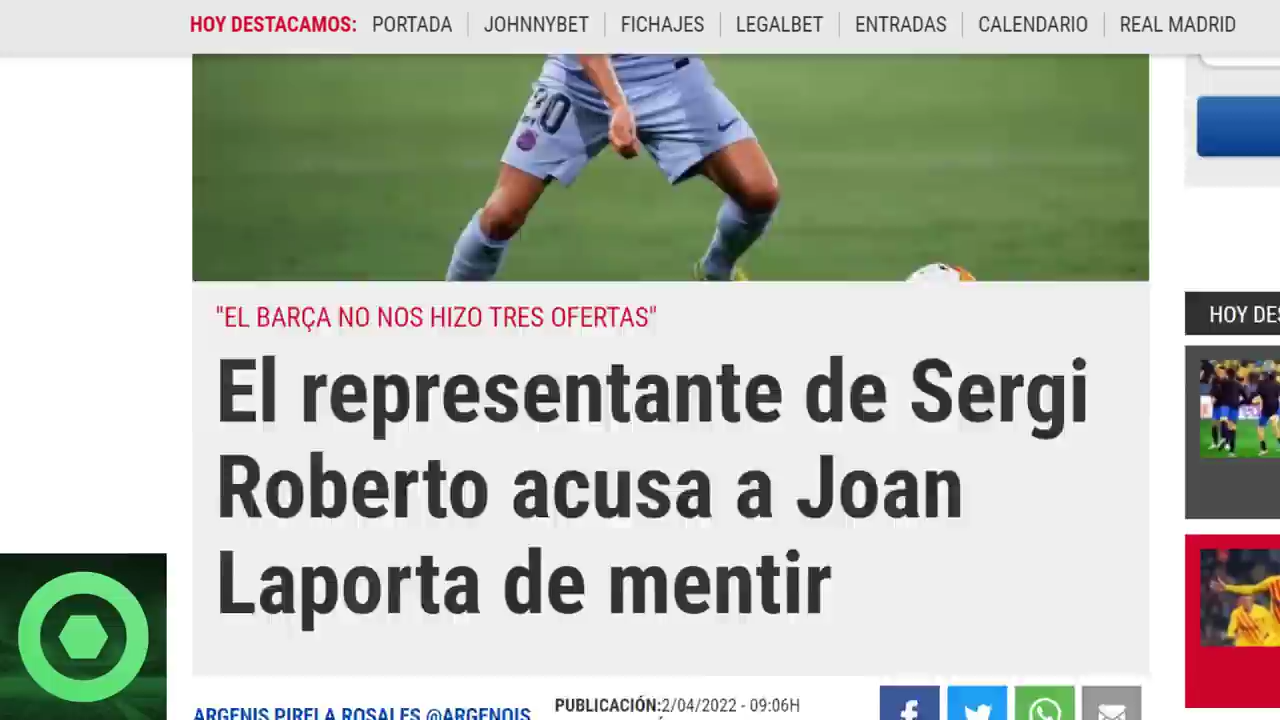 HOY DESTACAMOS: PORTADA JOHNNYBET FICHAJES LEGALBET ENTRADAS CALENDARIO REAL MADRID
"EL BARÇA NO NOS HIZO TRES OFERTAS"
El representante de Sergi
Roberto acusa a Joan
Laporta de mentir
HOY DES
ARGENIS PIRELA ROSALES @ARGENOIS
PUBLICACIÓN:2/04/2022 - 09:06H